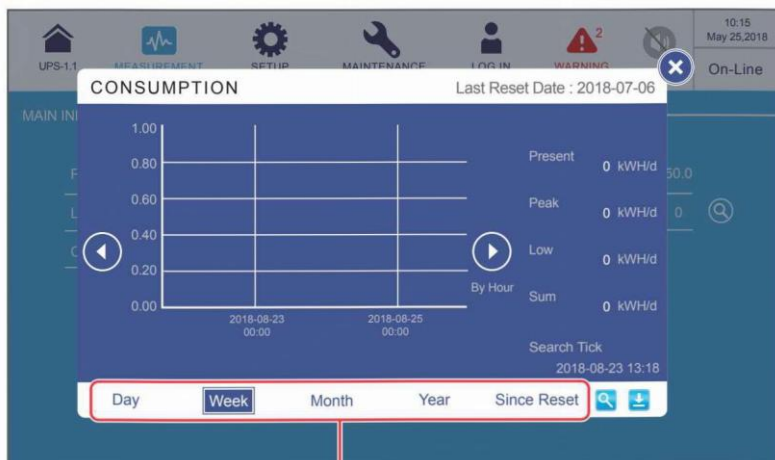 10:15
May 25,2018
On-Line
UPS-1.1
MEASUREMENT
SETUP
MAINTENANCE
LOG IN
WARNING
2
CONSUMPTION
Last Reset Date : 2018-07-06
MAIN IN
1.00
0.80
0.60
0.40
0.20
0.00
2018-08-23
00:00
2018-08-25
00:00
By Hour
Present
0 kWH/d
Peak
0 kWH/d
Low
0 kWH/d
Sum
0 kWH/d
Search Tick
2018-08-23 13:18
0
Day
Week
Month
Year
Since Reset